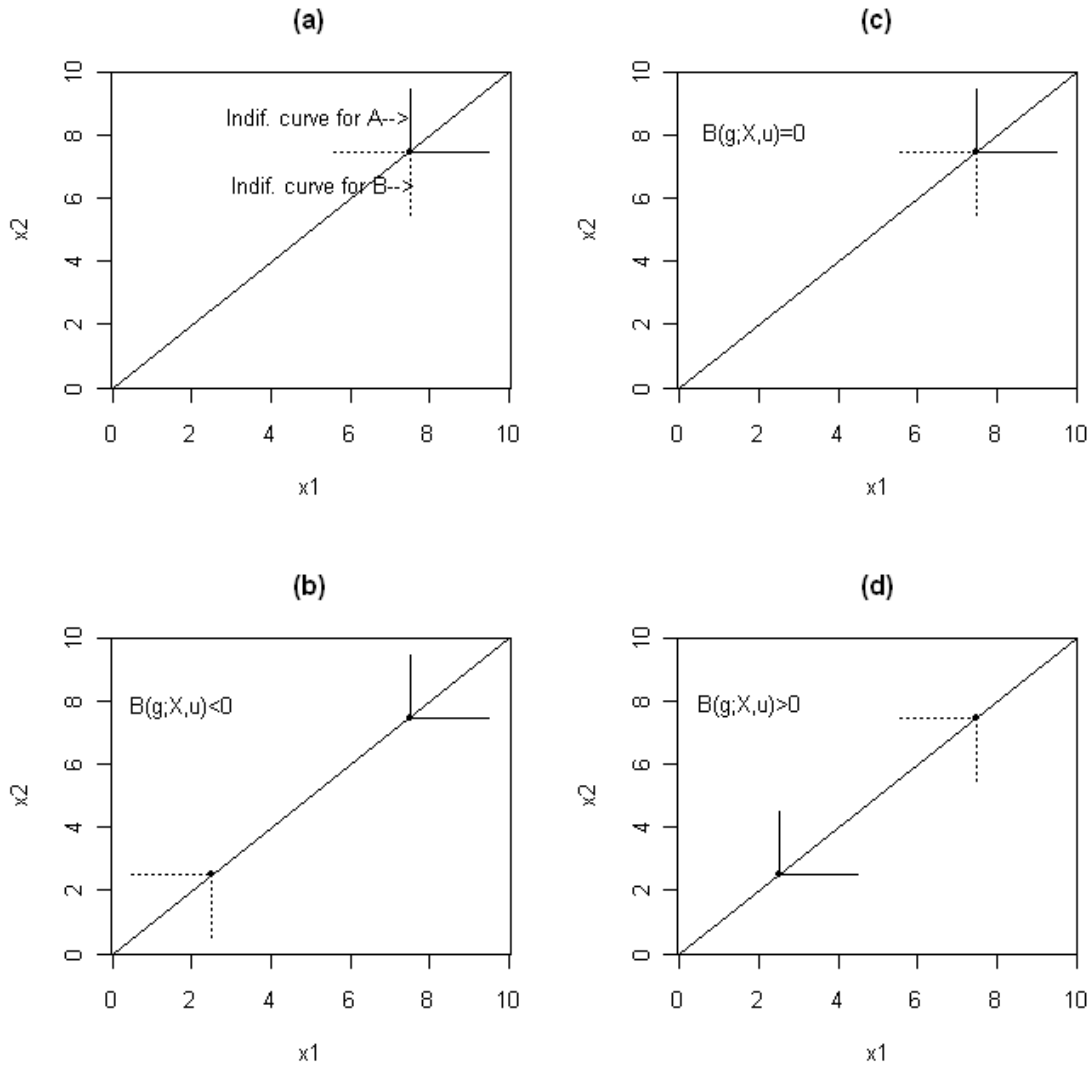 (a)
Indif. curve for A-->
Indif. curve for B-->
x2
0 2 4 6 8 10
0 2 4 6 8 10
x1
(c)
B(g;X,u)=0
x2
0 2 4 6 8 10
0 2 4 6 8 10
x1
(b)
B(g;X,u)<0
x2
0 2 4 6 8 10
0 2 4 6 8 10
x1
(d)
B(g;X,u)>0
x2
0 2 4 6 8 10
0 2 4 6 8 10
x1